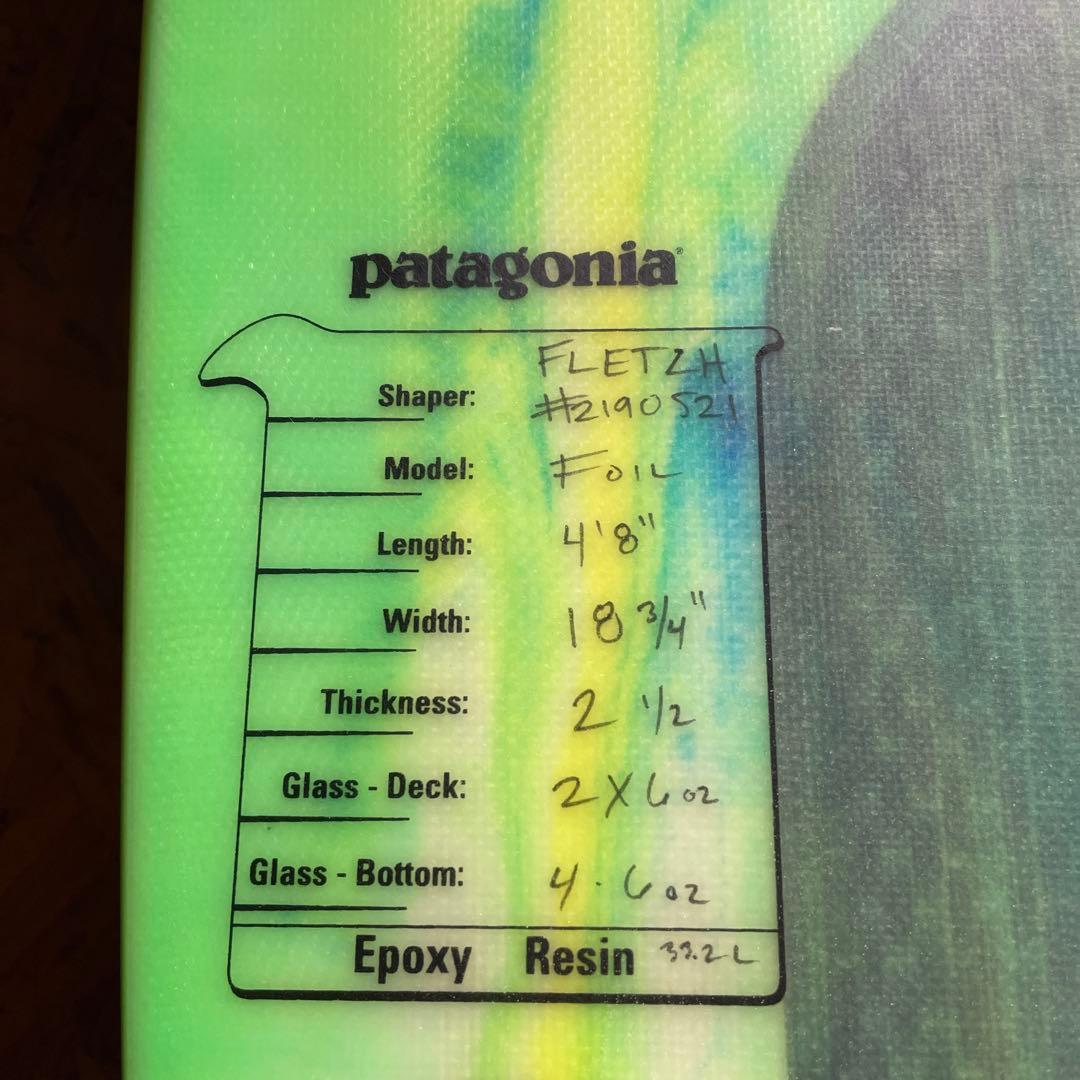 patagonia®
FLETZH
Shaper: #2190521
Model: FOIL
Length: 4'8"
Width: 18 3/4"
Thickness: 2 1/2
Glass - Deck: 2X6oz
Glass - Bottom: 4·6oz
Epoxy Resin 33.2 L